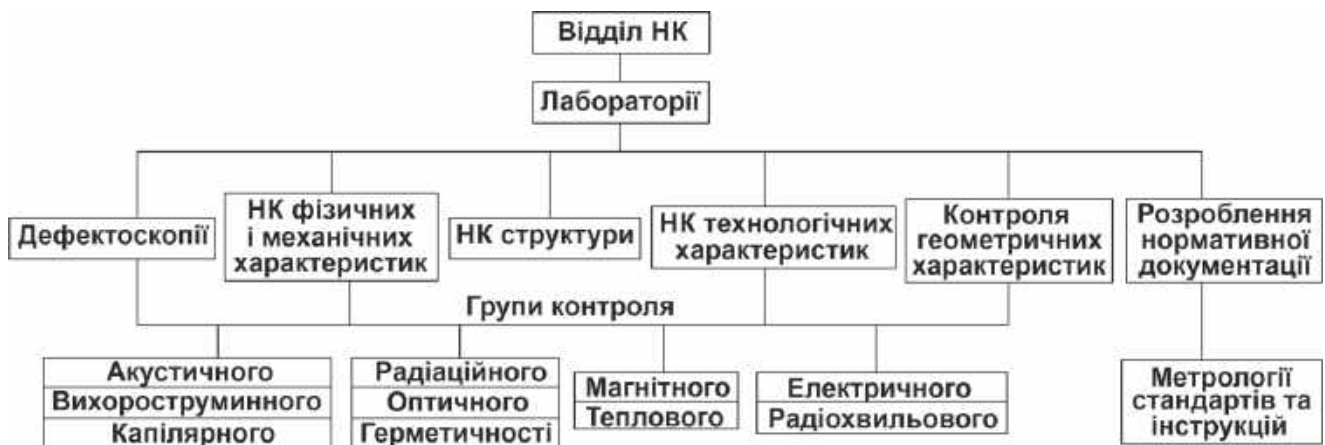 Відділ НК
Лабораторії
Дефектоскопії
НК фізичних
і механічних
характеристик
НК структури
НК технологічних
характеристик
Контроля
геометричних
характеристик
Розроблення
нормативної
документації
Групи контроля
Акустичного
Вихороструминного
Капілярного
Радіаційного
Оптичного
Герметичності
Магнітного
Теплового
Електричного
Радіохвильового
Метрології
стандартів та
інструкцій